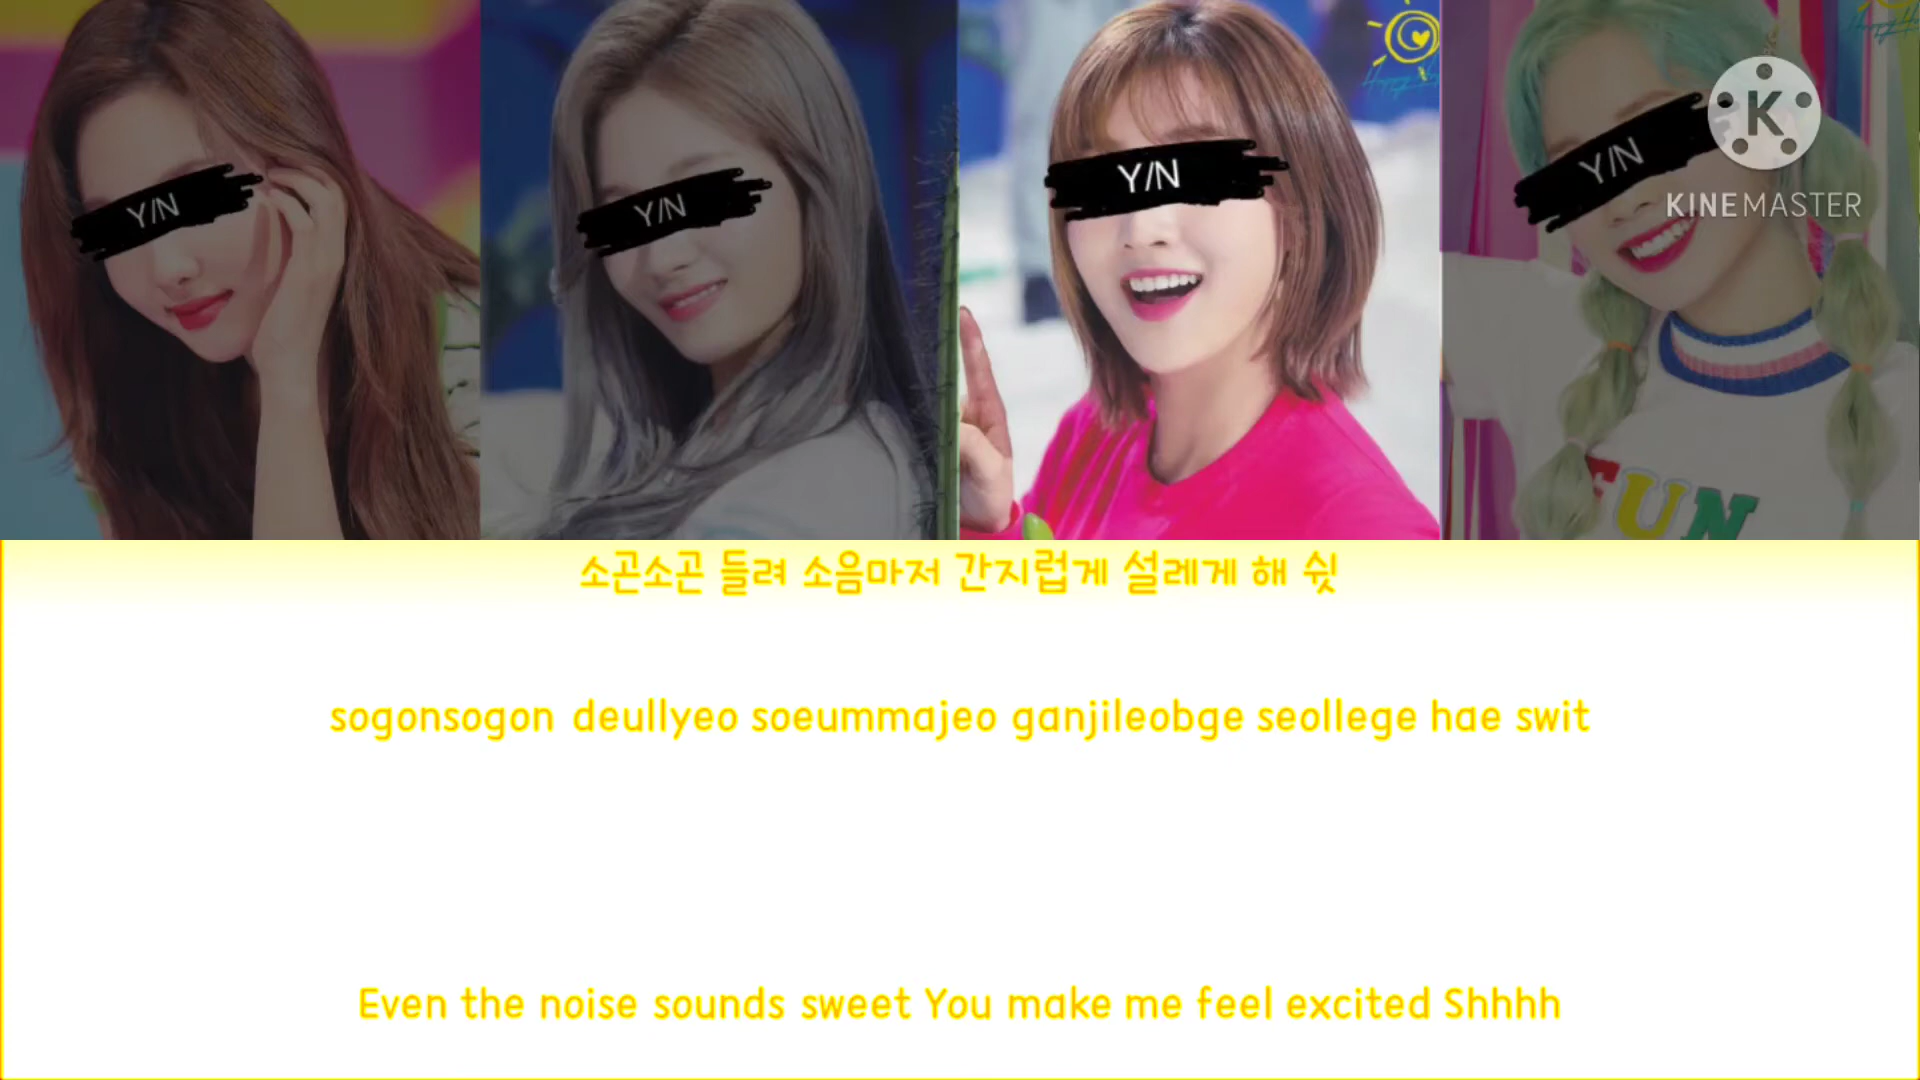 Y/N
Y/N
Y/N
Y/N
Happy
K
KINEMASTER
FUN
소곤소곤 들려 소음마저 간지럽게 설레게 해 쉿
sogonsogon deullyeo soeummajeo ganjileobge seollege hae swit
Even the noise sounds sweet You make me feel excited Shhhh